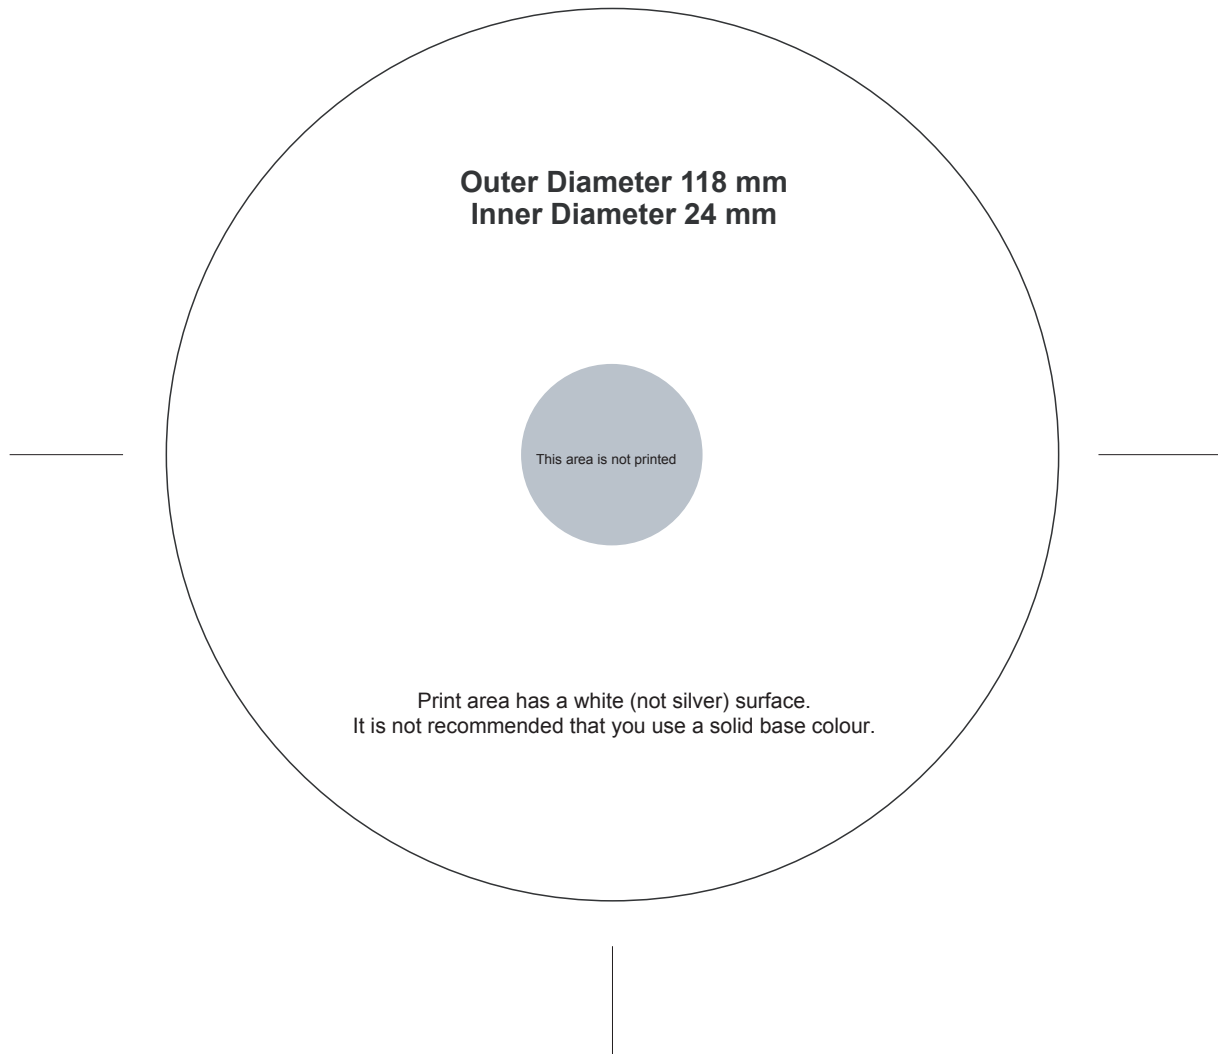 Outer Diameter 118 mm
Inner Diameter 24 mm
This area is not printed
Print area has a white (not silver) surface.
It is not recommended that you use a solid base colour.